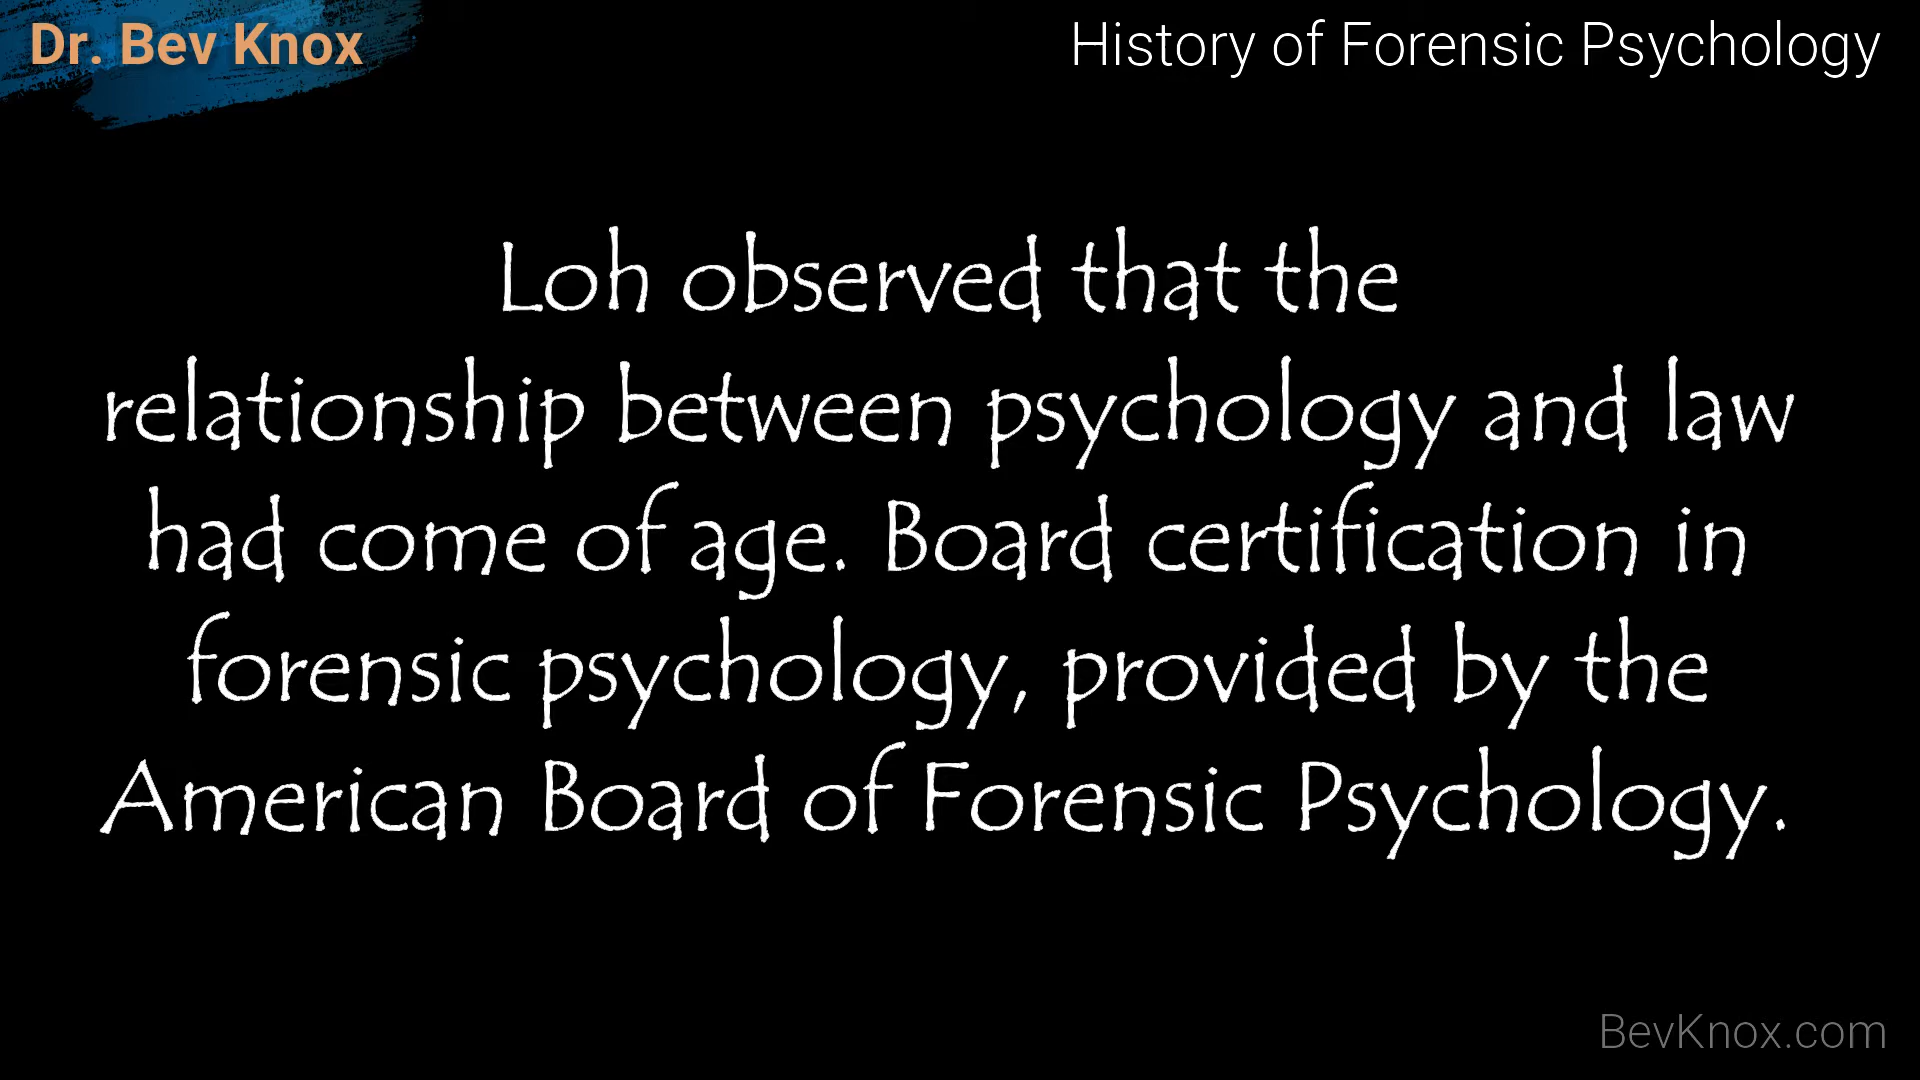 Dr. Bev Knox
History of Forensic Psychology
Loh observed that the
relationship between psychology and law
had come of age. Board certification in
forensic psychology, provided by the
American Board of Forensic Psychology.
BevKnox.com